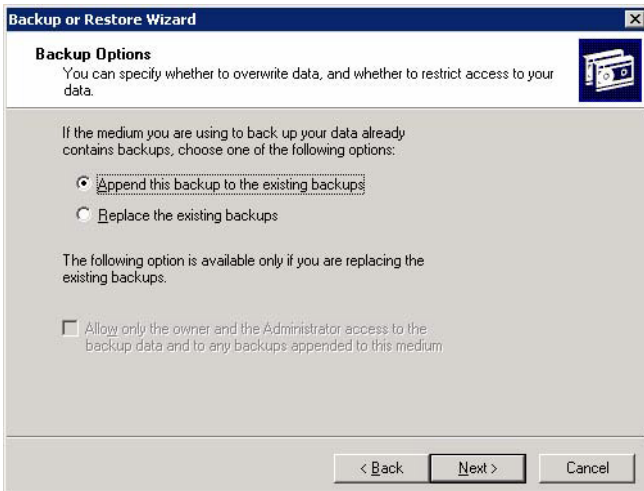 Backup or Restore Wizard
Backup Options
You can specify whether to overwrite data, and whether to restrict access to your
data.
If the medium you are using to back up your data already
contains backups, choose one of the following options:
Append this backup to the existing backups
Replace the existing backups
The following option is available only if you are replacing the
existing backups.
Allow only the owner and the Administrator access to the
backup data and to any backups appended to this medium
< Back
Next >
Cancel